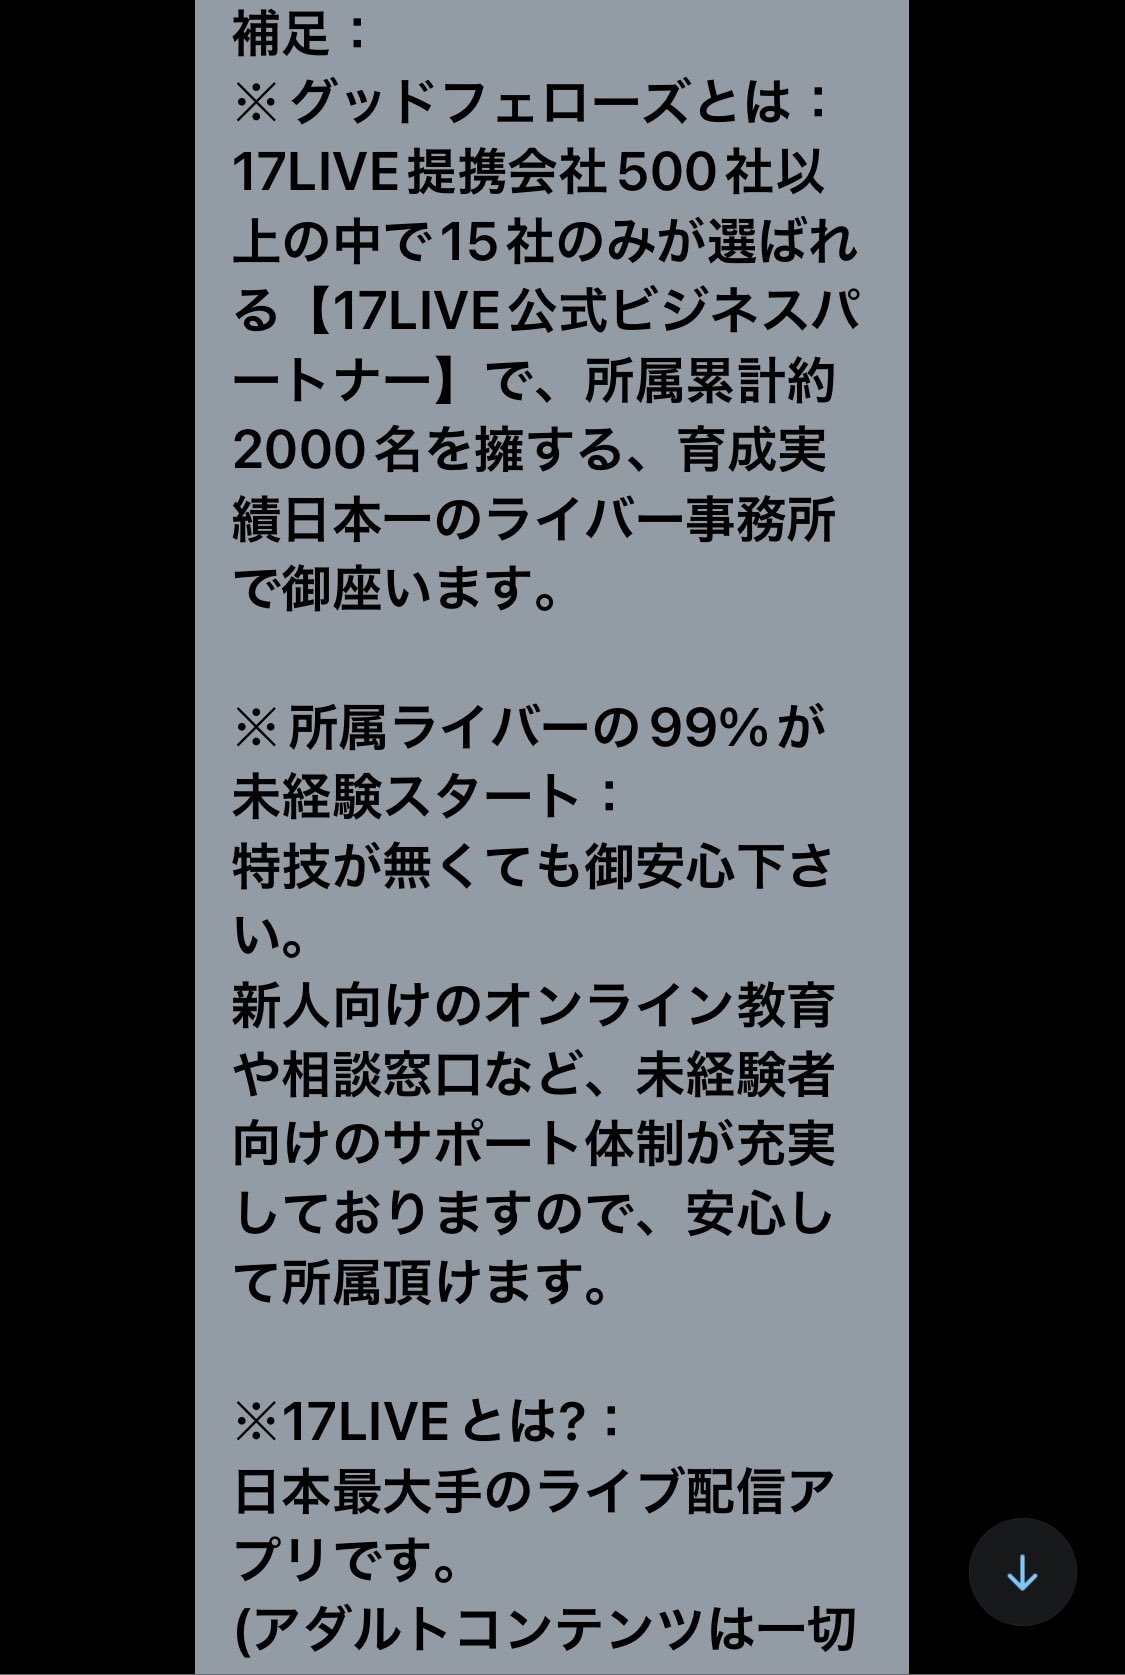 補足：
※グッドフェローズとは：
17LIVE提携会社500社以
上の中で15社のみが選ばれ
る【17LIVE公式ビジネスパ
ートナー】で、所属累計約
2000名を擁する、育成実
績日本一のライバー事務所
で御座います。
※所属ライバーの99%が
未経験スタート：
特技が無くても御安心下さ
い。
新人向けのオンライン教育
や相談窓口など、未経験者
向けのサポート体制が充実
しておりますので、安心し
て所属頂けます。
※17LIVEとは?：
日本最大手のライブ配信ア
プリです。
(アダルトコンテンツは一切